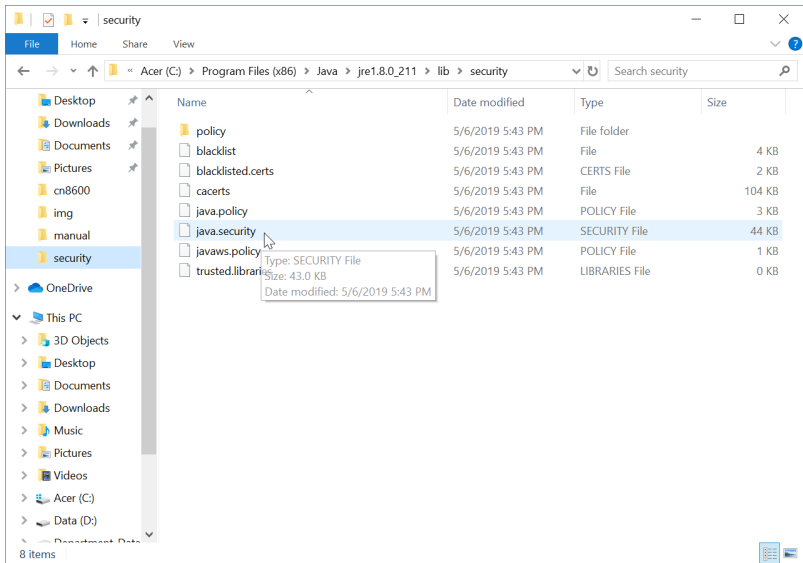 security
File Home Share View
« Acer (C:) > Program Files (x86) > Java > jre1.8.0_211 > lib > security
Search security
Desktop
Downloads
Documents
Pictures
cn8600
img
manual
security
OneDrive
This PC
3D Objects
Desktop
Documents
Downloads
Music
Pictures
Videos
Acer (C:)
Data (D:)
Department Data
Name Date modified Type Size
policy 5/6/2019 5:43 PM File folder
blacklist 5/6/2019 5:43 PM File 4 KB
blacklisted.certs 5/6/2019 5:43 PM CERTS File 2 KB
cacerts 5/6/2019 5:43 PM File 104 KB
java.policy 5/6/2019 5:43 PM POLICY File 3 KB
java.security 5/6/2019 5:43 PM SECURITY File 44 KB
javaws.policy 5/6/2019 5:43 PM POLICY File 1 KB
trusted.libraries 5/6/2019 5:43 PM LIBRARIES File 0 KB
Type: SECURITY File
Size: 43.0 KB
Date modified: 5/6/2019 5:43 PM
8 items